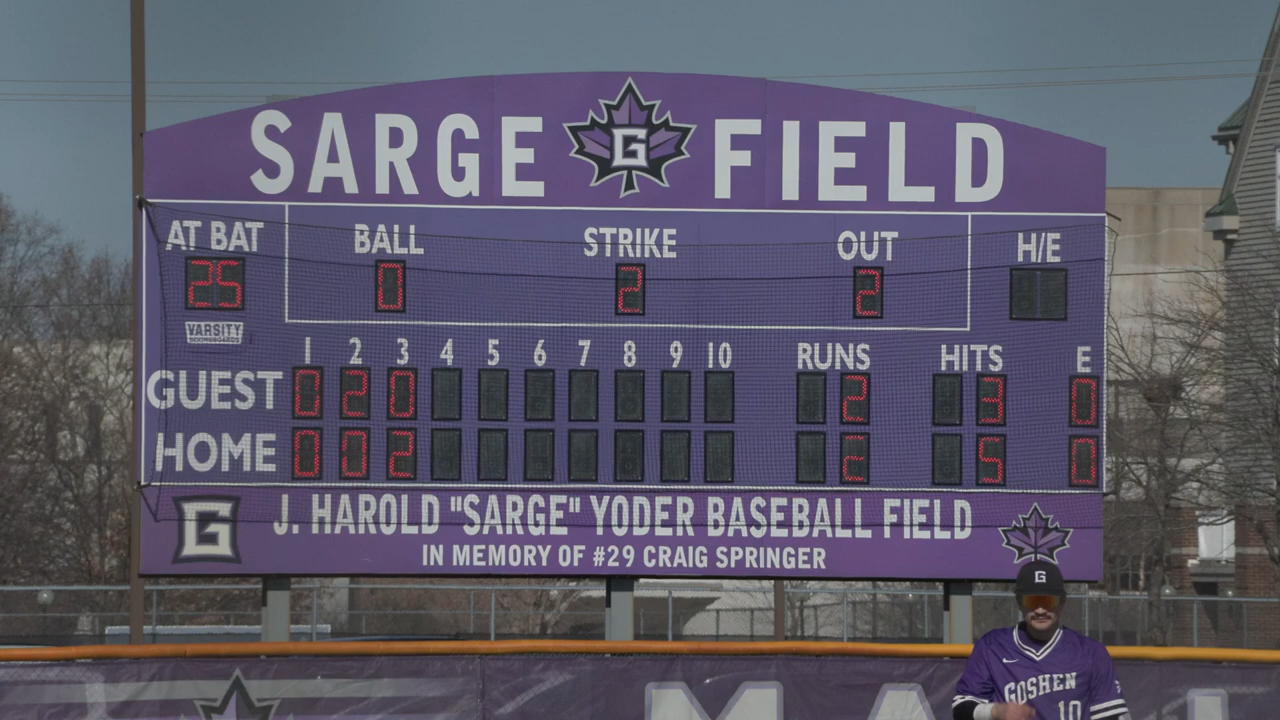 SARGE G FIELD
AT BAT BALL STRIKE OUT H/E
25 0 2 2
VARSITY
SCOREBOARDS
1 2 3 4 5 6 7 8 9 10 RUNS HITS E
GUEST 0 2 0 2 3 0
HOME 0 0 2 2 5 0
G J. HAROLD "SARGE" YODER BASEBALL FIELD
IN MEMORY OF #29 CRAIG SPRINGER
G
GOSHEN
10